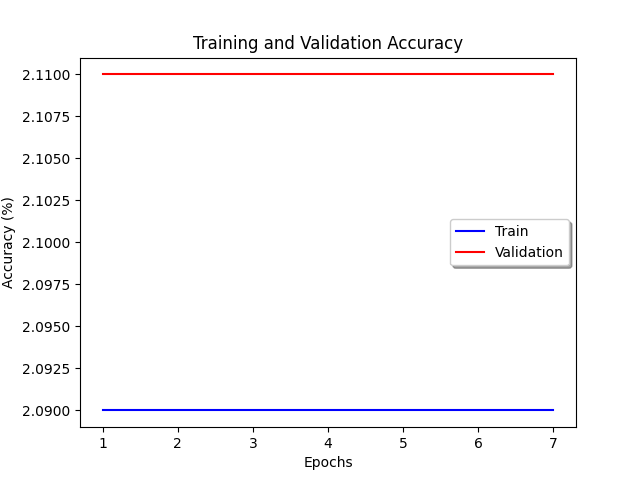 Training and Validation Accuracy
Accuracy (%)
2.1100
2.1075
2.1050
2.1025
2.1000
2.0975
2.0950
2.0925
2.0900
Train
Validation
1 2 3 4 5 6 7
Epochs